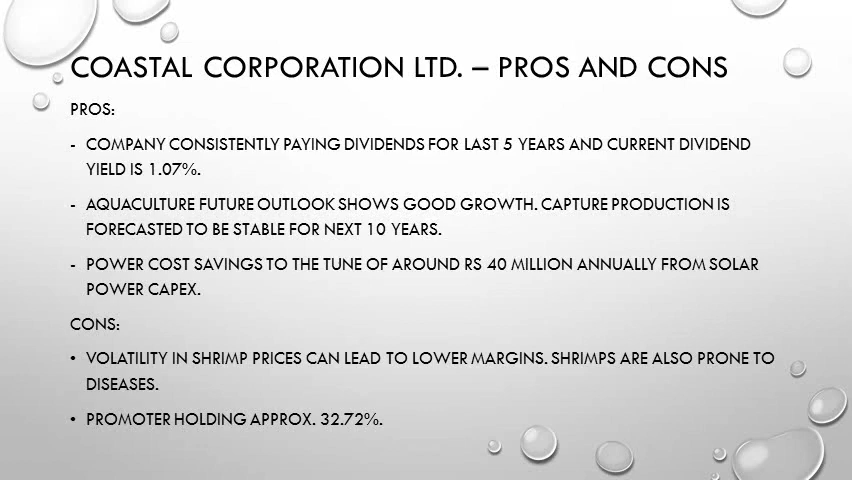 COASTAL CORPORATION LTD. – PROS AND CONS
PROS:
- COMPANY CONSISTENTLY PAYING DIVIDENDS FOR LAST 5 YEARS AND CURRENT DIVIDEND
YIELD IS 1.07%.
- AQUACULTURE FUTURE OUTLOOK SHOWS GOOD GROWTH. CAPTURE PRODUCTION IS
FORECASTED TO BE STABLE FOR NEXT 10 YEARS.
- POWER COST SAVINGS TO THE TUNE OF AROUND RS 40 MILLION ANNUALLY FROM SOLAR
POWER CAPEX.
CONS:
• VOLATILITY IN SHRIMP PRICES CAN LEAD TO LOWER MARGINS. SHRIMPS ARE ALSO PRONE TO
DISEASES.
• PROMOTER HOLDING APPROX. 32.72%.